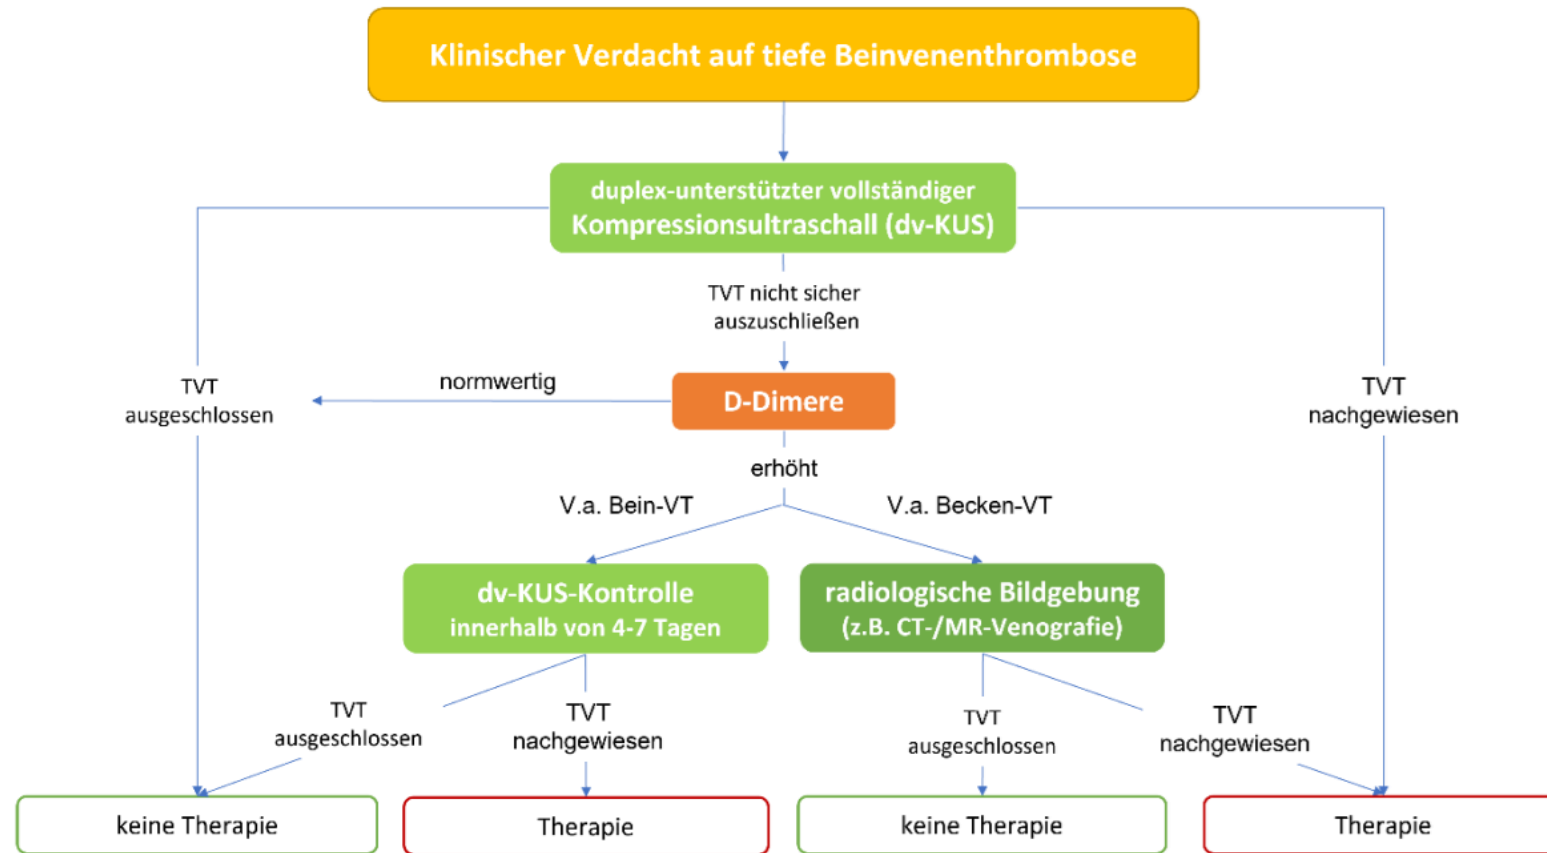 Klinischer Verdacht auf tiefe Beinvenenthrombose
duplex-unterstützter vollständiger
Kompressionsultraschall (dv-KUS)
TVT nicht sicher
auszuschließen
TVT
ausgeschlossen
normwertig
D-Dimere
TVT
nachgewiesen
erhöht
V.a. Bein-VT
V.a. Becken-VT
dv-KUS-Kontrolle
innerhalb von 4-7 Tagen
radiologische Bildgebung
(z.B. CT-/MR-Venografie)
TVT
ausgeschlossen
TVT
nachgewiesen
TVT
ausgeschlossen
TVT
nachgewiesen
keine Therapie
Therapie
keine Therapie
Therapie